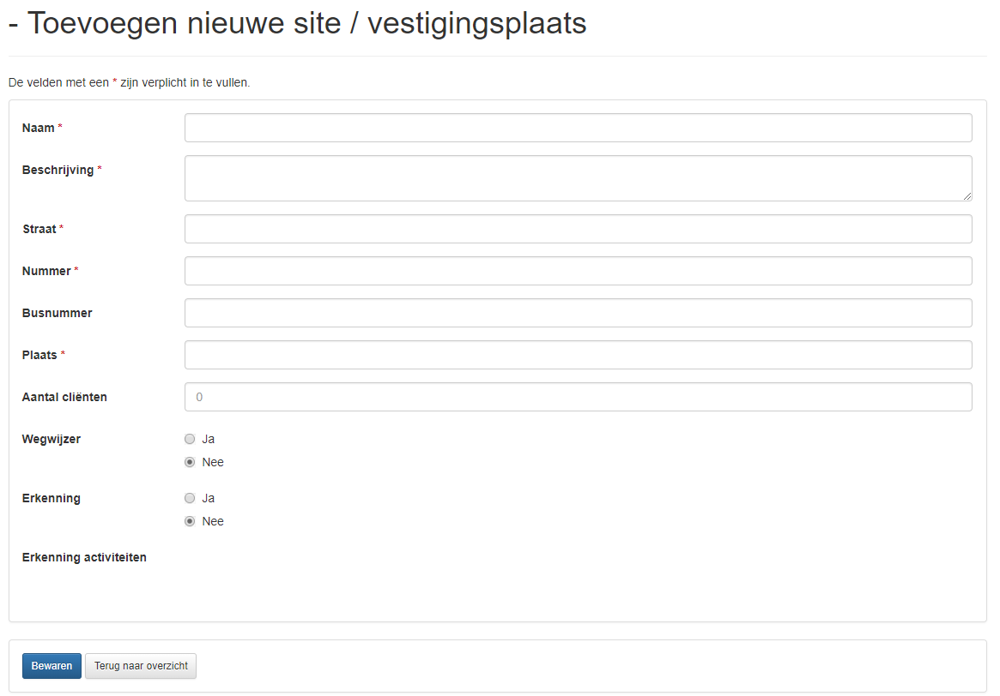 - Toevoegen nieuwe site / vestigingsplaats
De velden met een * zijn verplicht in te vullen.
Naam *
Beschrijving *
Straat *
Nummer *
Busnummer
Plaats *
Aantal cliënten 0
Wegwijzer Ja
Nee
Erkenning Ja
Nee
Erkenning activiteiten
Bewaren Terug naar overzicht